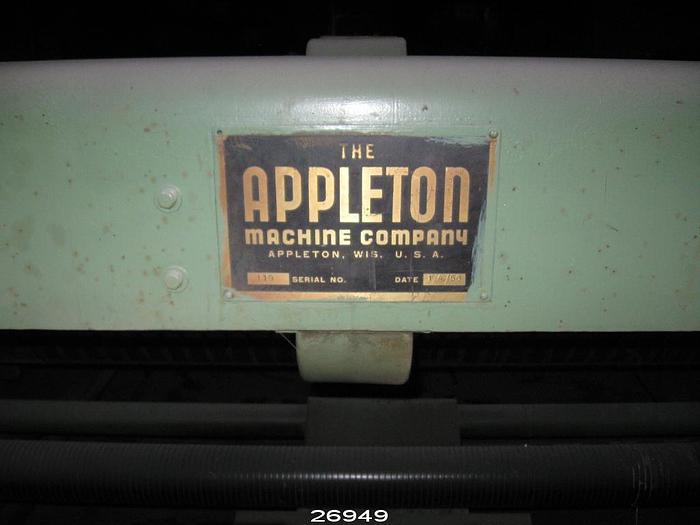 THE
APPLETON
MACHINE COMPANY
APPLETON, WIS. U. S. A.
SERIAL NO. DATE
26949